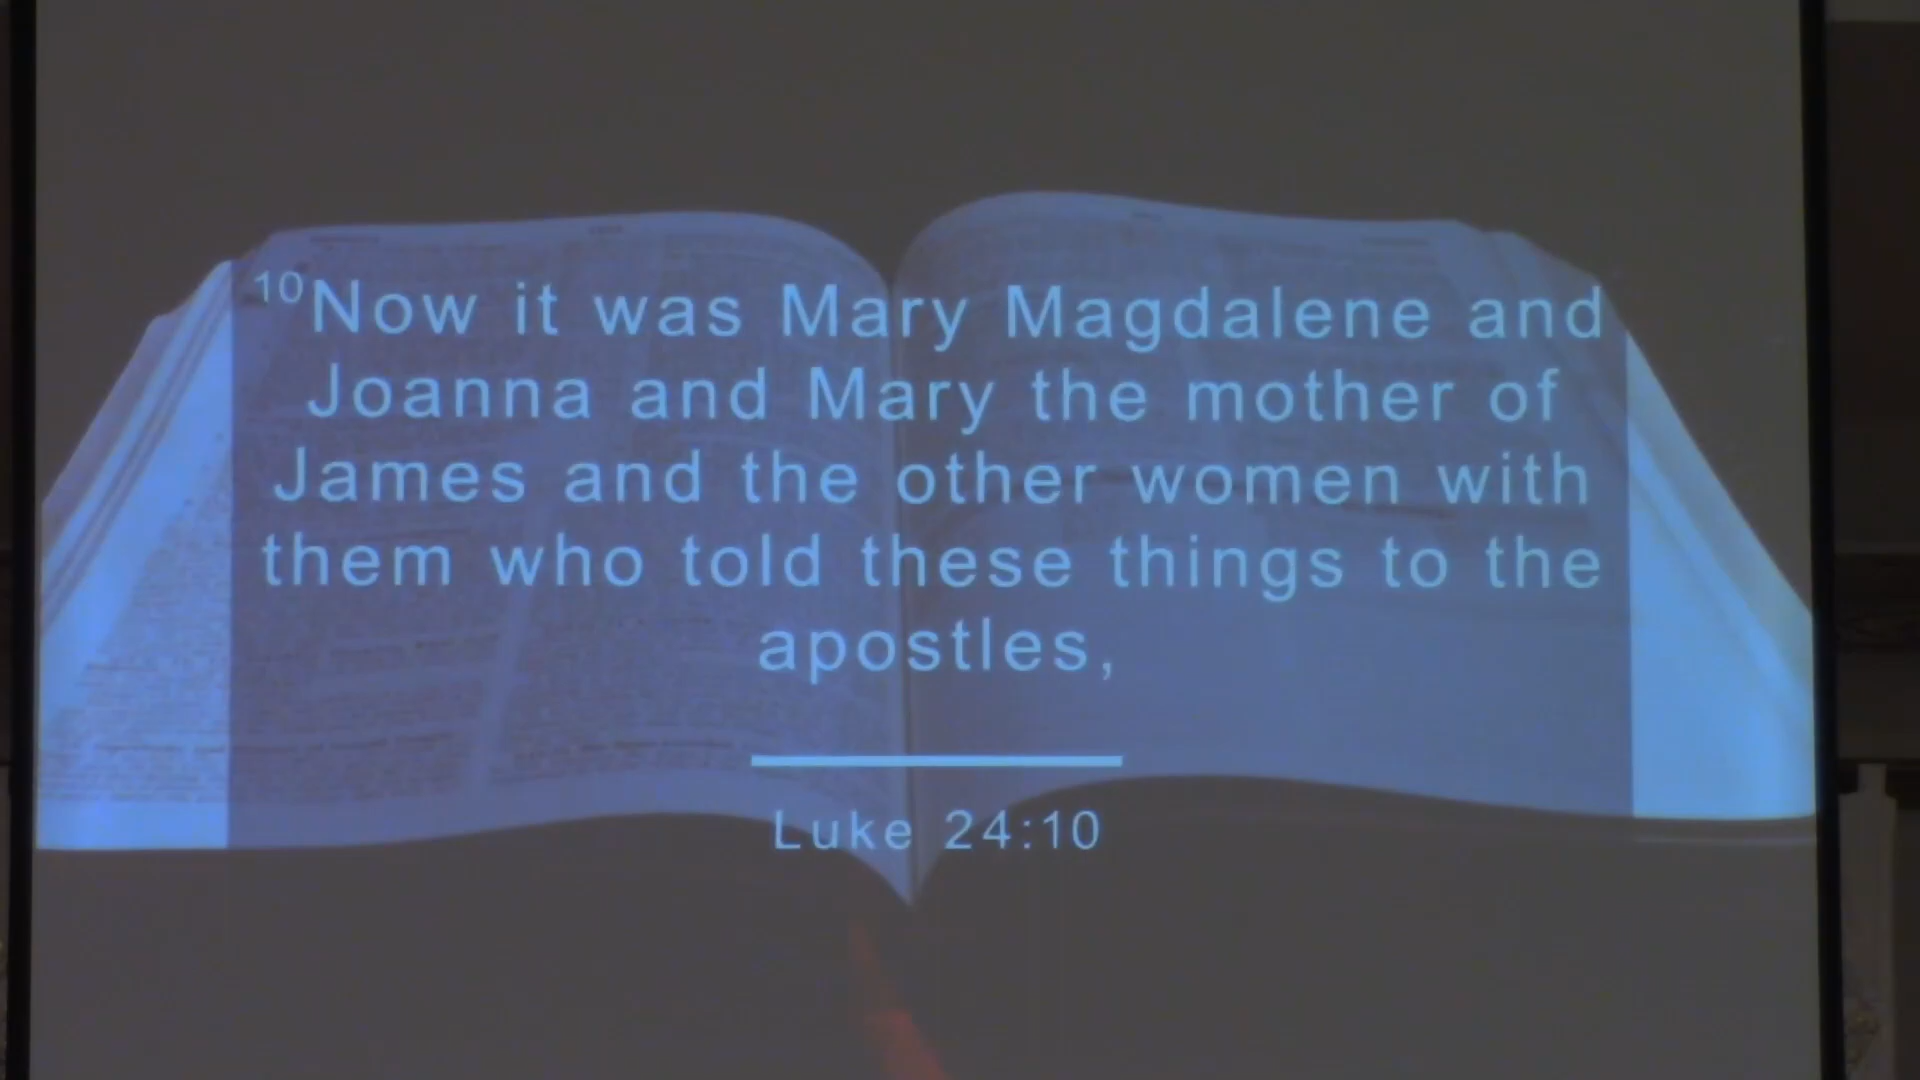 10Now it was Mary Magdalene and
Joanna and Mary the mother of
James and the other women with
them who told these things to the
apostles,
Luke 24:10